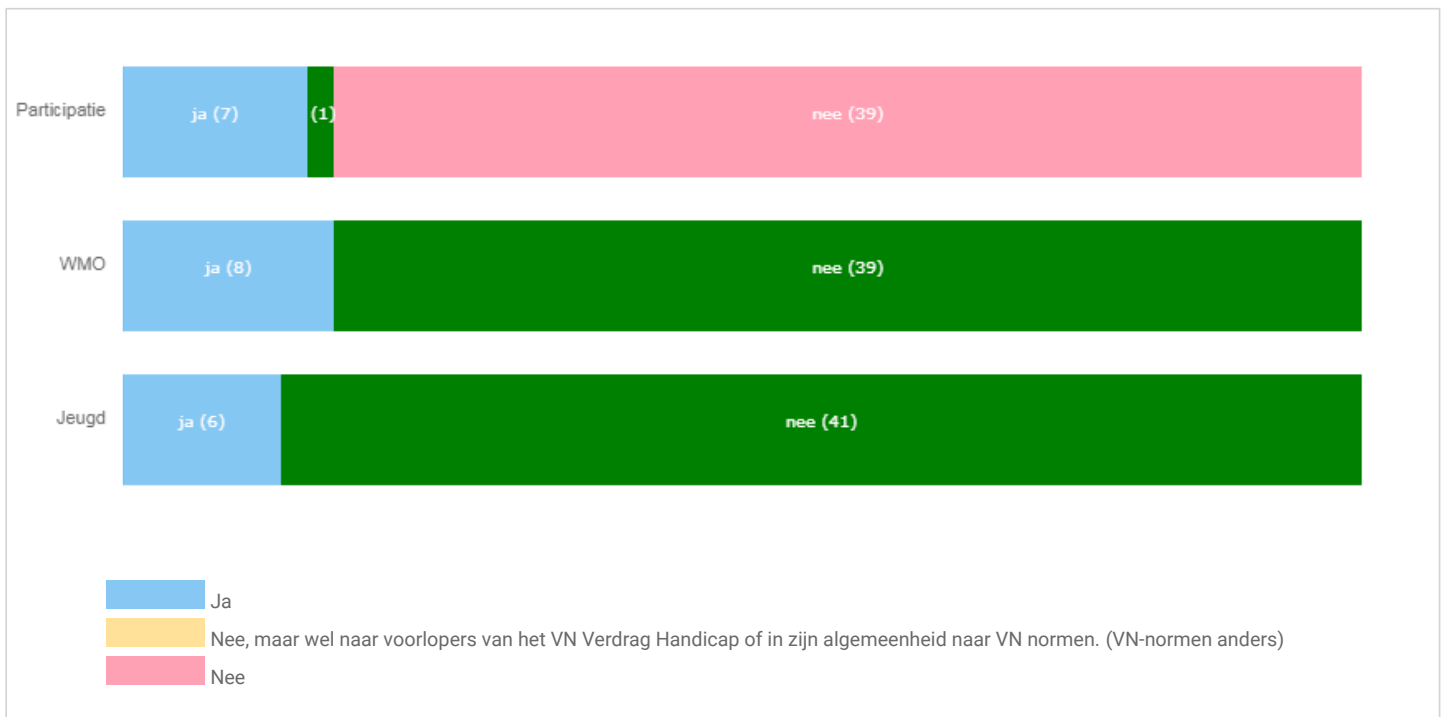 Participatie
ja (7)
(1)
nee (39)
WMO
ja (8)
nee (39)
Jeugd
ja (6)
nee (41)
Ja
Nee, maar wel naar voorlopers van het VN Verdrag Handicap of in zijn algemeenheid naar VN normen. (VN-normen anders)
Nee